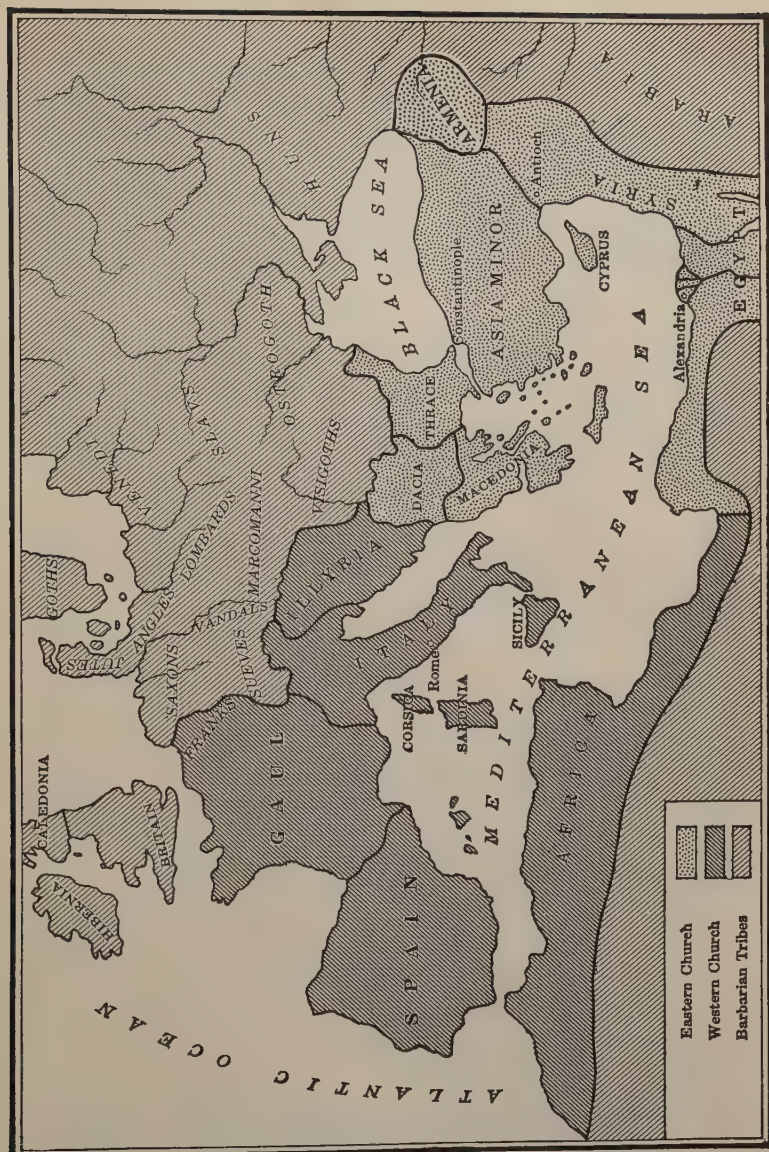 ATLANTIC OCEAN
HIBERNIA
CALEDONIA
BRITAIN
GOTHS
JUTES
ANGLES
SAXONS
FRANKS
SUEVES
VANDALS
LOMBARDS
MARCOMANNI
VENEDI
SLAVS
OSTROGOTH
VISIGOTHS
HUNS
GAUL
SPAIN
ITALY
Rome
CORSICA
SARDINIA
SICILY
ILLYRIA
DACIA
THRACE
MACEDONIA
BLACK SEA
Constantinople
ASIA MINOR
ARMENIA
Antioch
SYRIA
ARABIA
CYPRUS
MEDITERRANEAN SEA
Alexandria
EGYPT
AFRICA
Eastern Church
Western Church
Barbarian Tribes